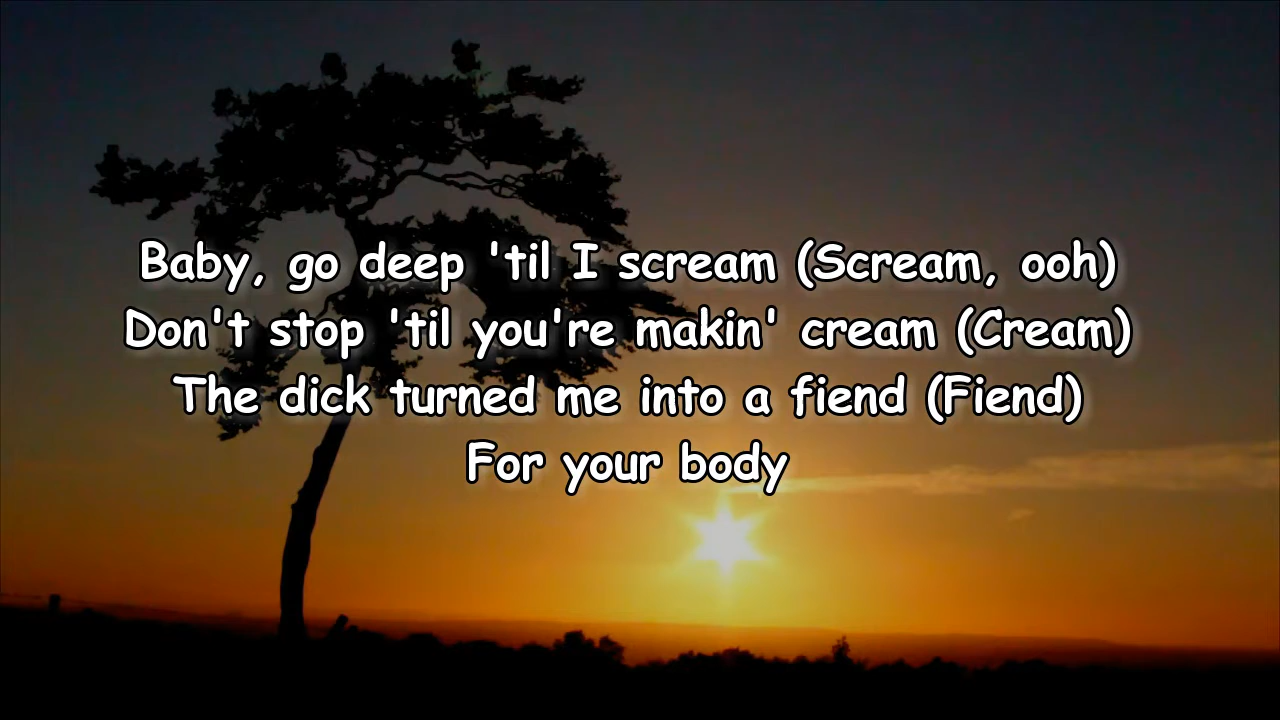 Baby, go deep 'til I scream (Scream, ooh)
Don't stop 'til you're makin' cream (Cream)
The dick turned me into a fiend (Fiend)
For your body